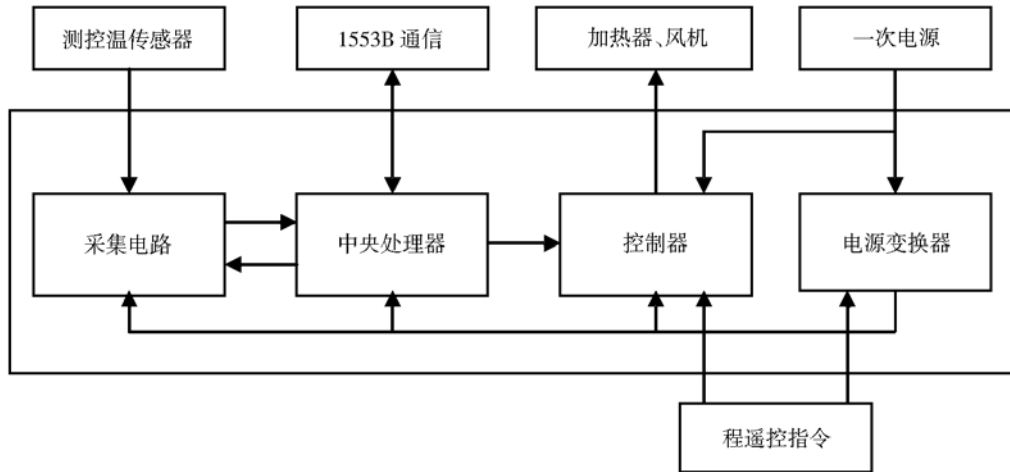 测控温传感器
1553B 通信
加热器、风机
一次电源
采集电路
中央处理器
控制器
电源变换器
程遥控指令